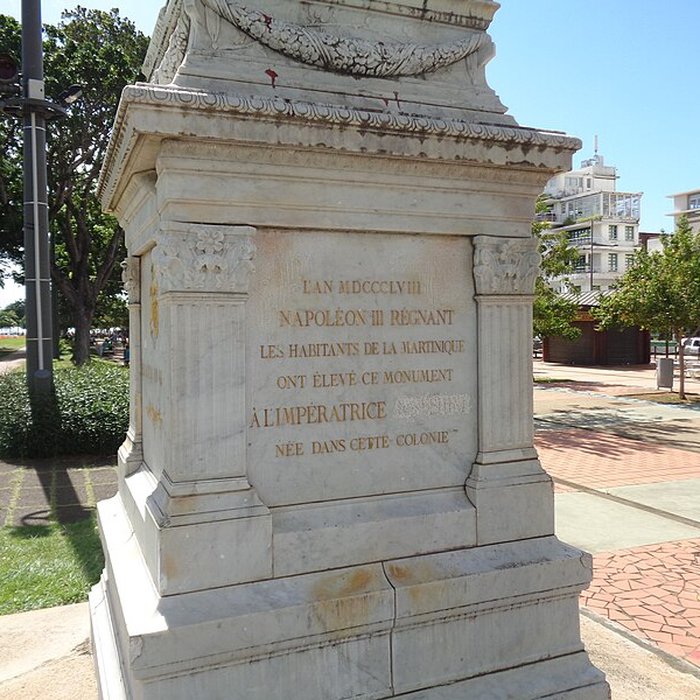 L'AN MDCCCLVIII
NAPOLÉON III RÉGNANT
LES HABITANTS DE LA MARTINIQUE
ONT ÉLEVÉ CE MONUMENT
À L'IMPÉRATRICE
NÉE DANS CETTE COLONIE